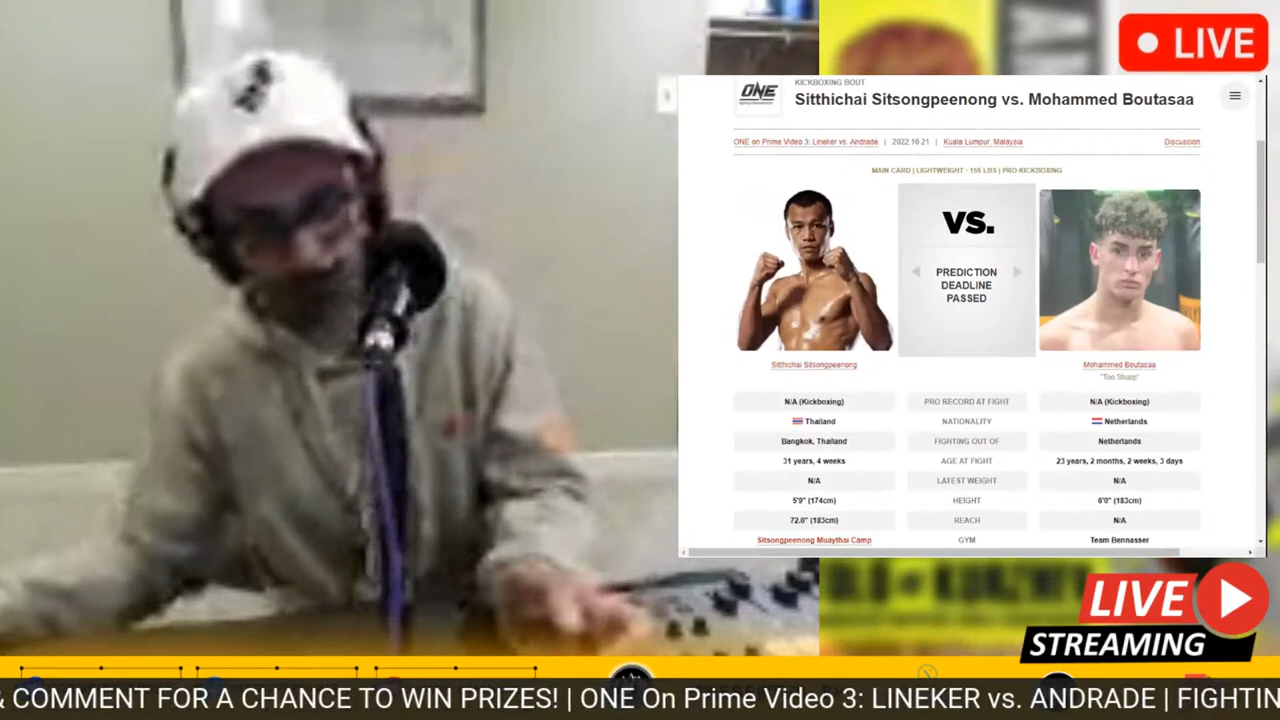 LIVE
KICKBOXING BOUT
ONE
Sitthichai Sitsongpeenong vs. Mohammed Boutasaa
ONE on Prime Video 3: Lineker vs. Andrade | 2022.10.21 | Kuala Lumpur, Malaysia
Discussion
MAIN CARD | LIGHTWEIGHT · 156 LBS | PRO KICKBOXING
VS.
PREDICTION
DEADLINE
PASSED
Sitthichai Sitsongpeenong
Mohammed Boutasaa
"Too Sharp"
N/A (Kickboxing) PRO RECORD AT FIGHT N/A (Kickboxing)
Thailand NATIONALITY Netherlands
Bangkok, Thailand FIGHTING OUT OF Netherlands
31 years, 4 weeks AGE AT FIGHT 23 years, 2 months, 2 weeks, 3 days
N/A LATEST WEIGHT N/A
5'9" (174cm) HEIGHT 6'0" (183cm)
72.0" (183cm) REACH N/A
Sitsongpeenong Muaythai Camp GYM Team Bennasser
LIVE
STREAMING
& COMMENT FOR A CHANCE TO WIN PRIZES! | ONE On Prime Video 3: LINEKER vs. ANDRADE | FIGHTIN